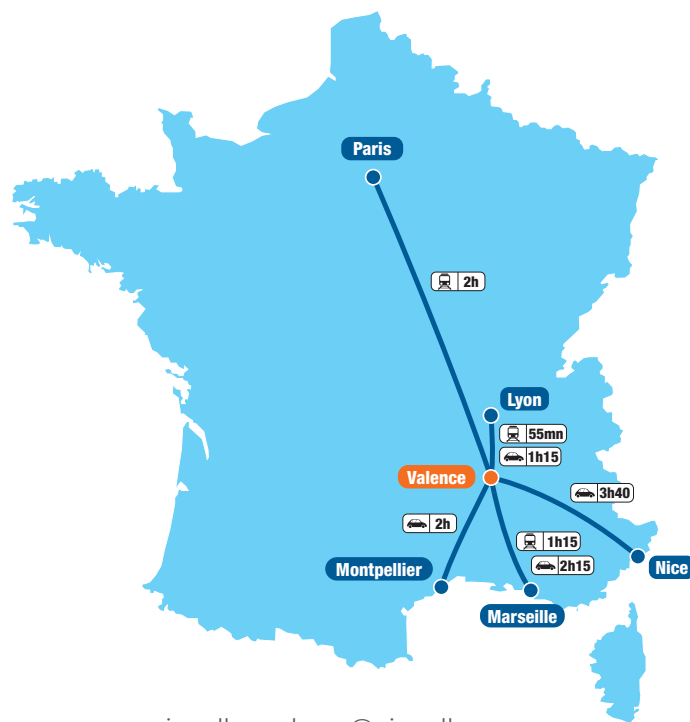 Paris
2h
Lyon
55mn
1h15
Valence
3h40
2h
1h15
Montpellier
2h15
Nice
Marseille